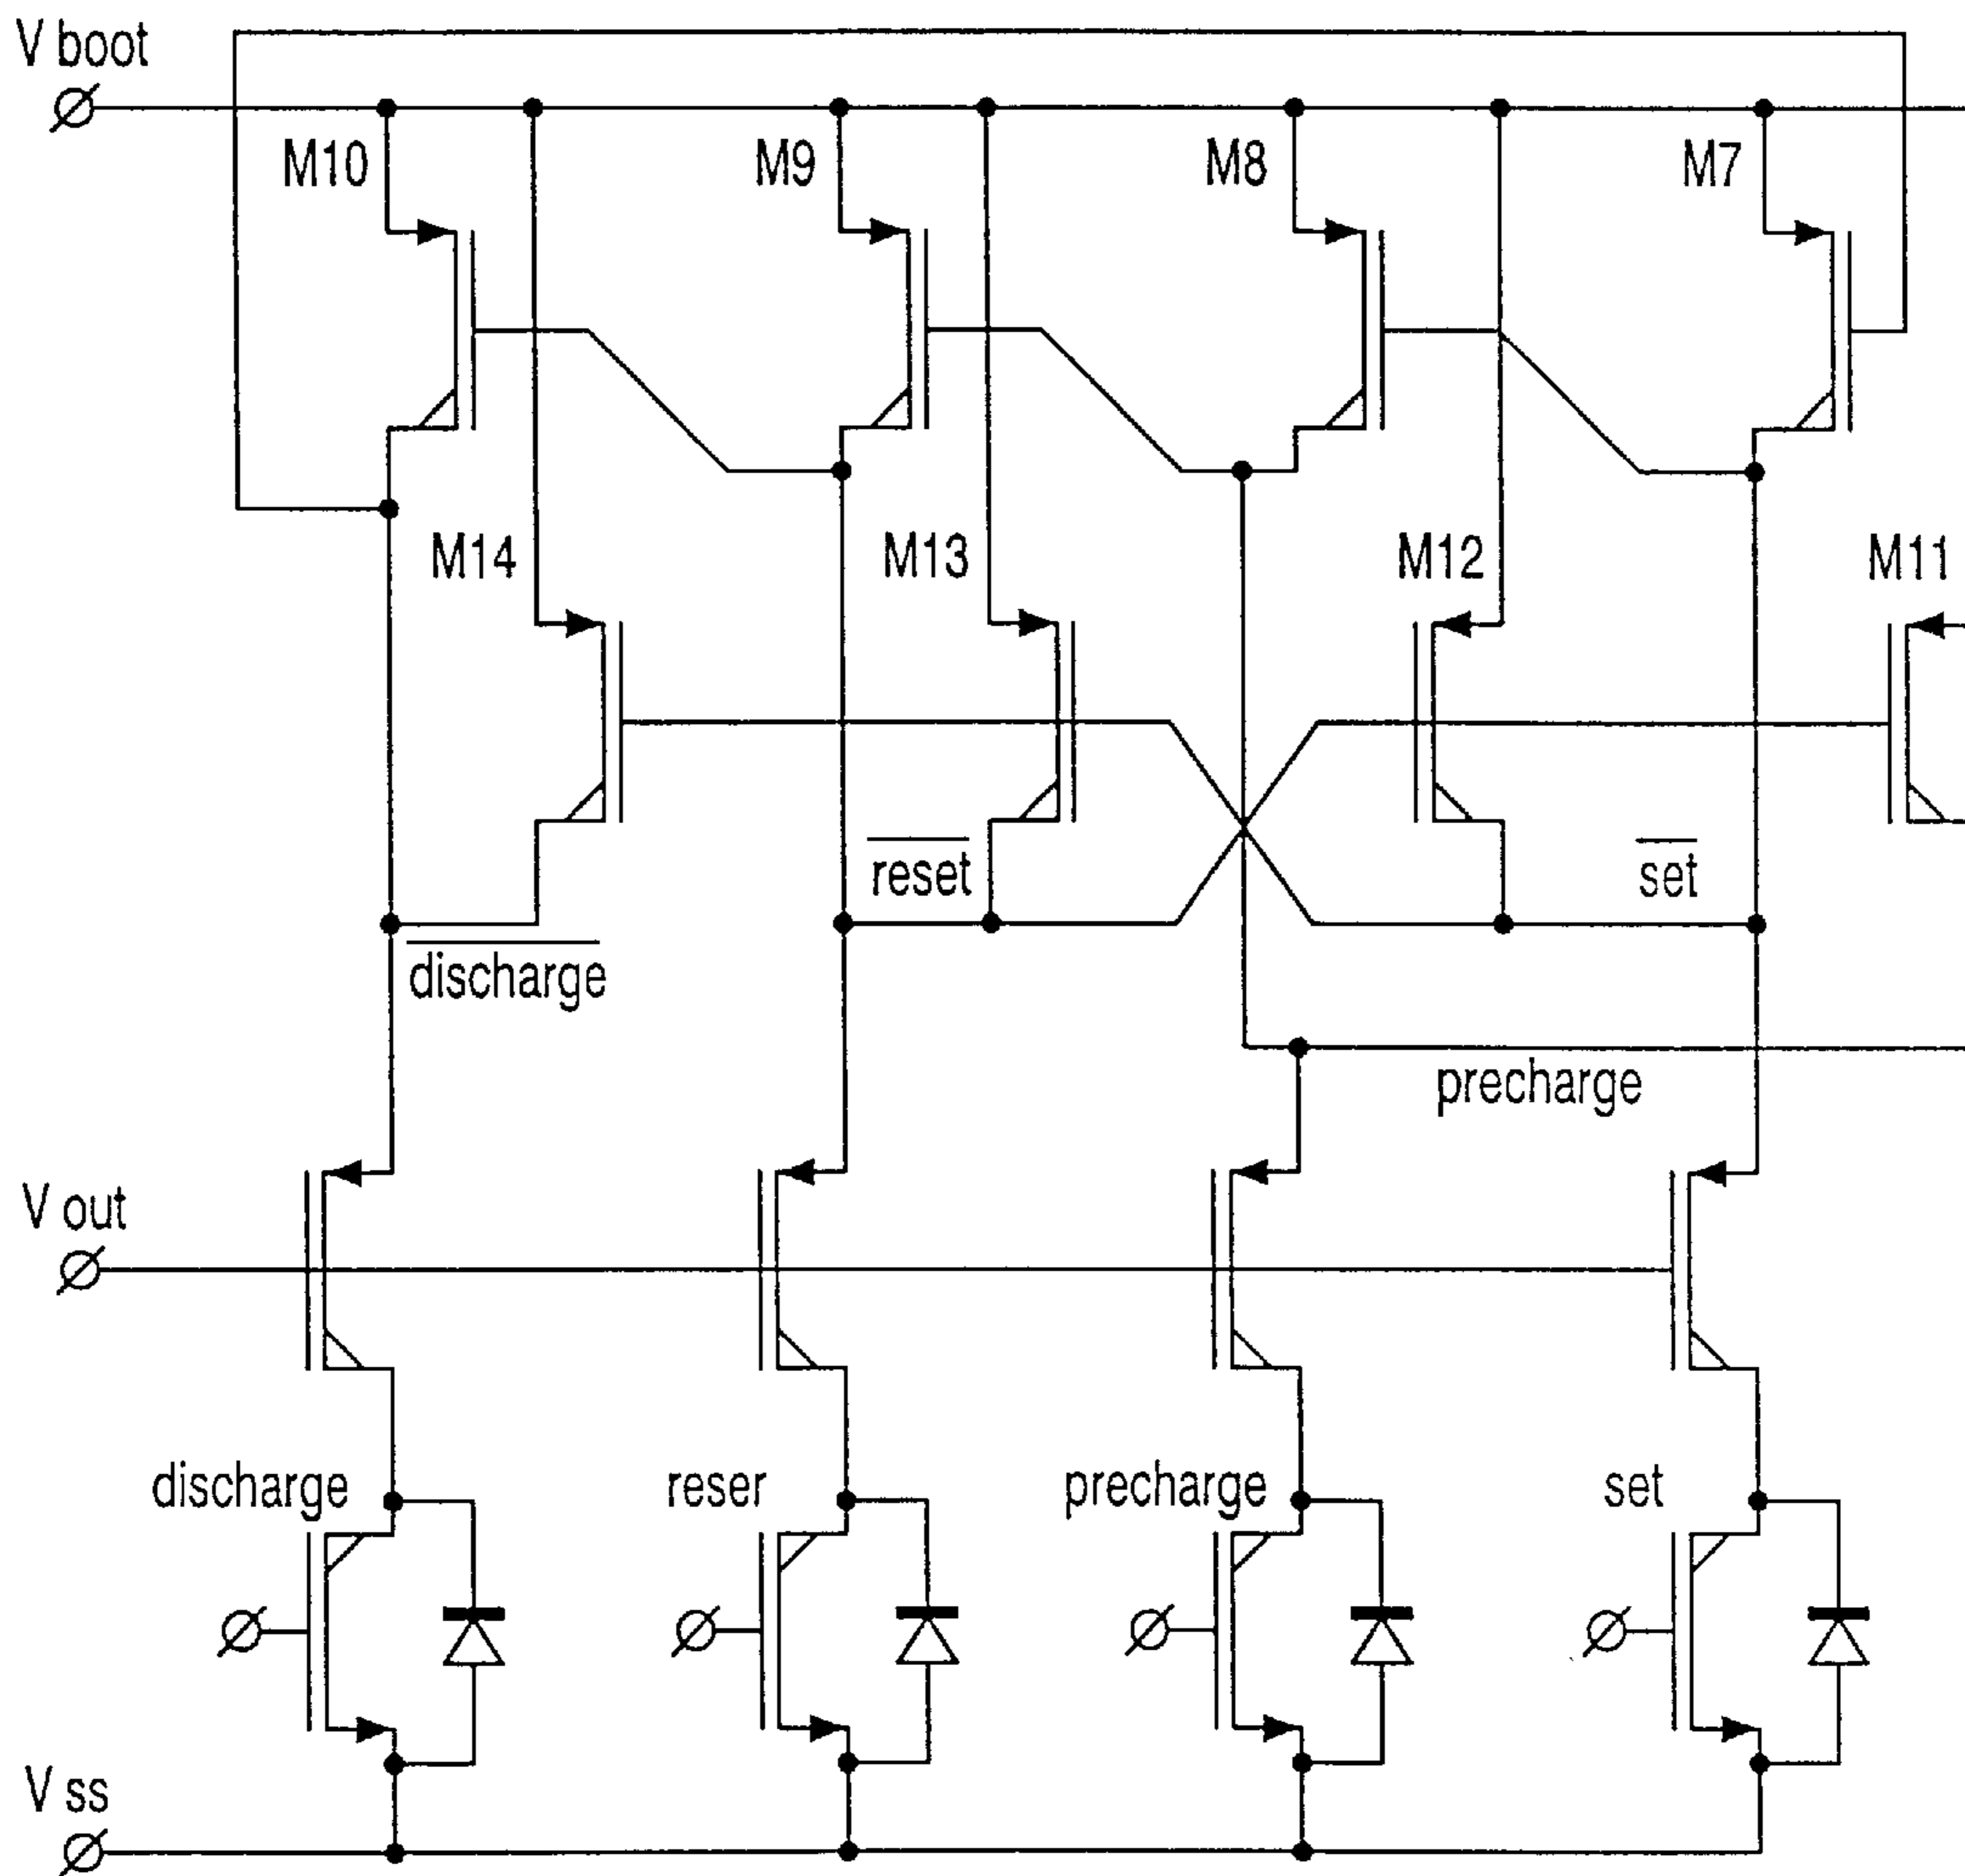 V boot
M10
M9
M8
M7
M14
M13
M12
M11
reset
set
discharge
precharge
V out
discharge
reser
precharge
set
V ss